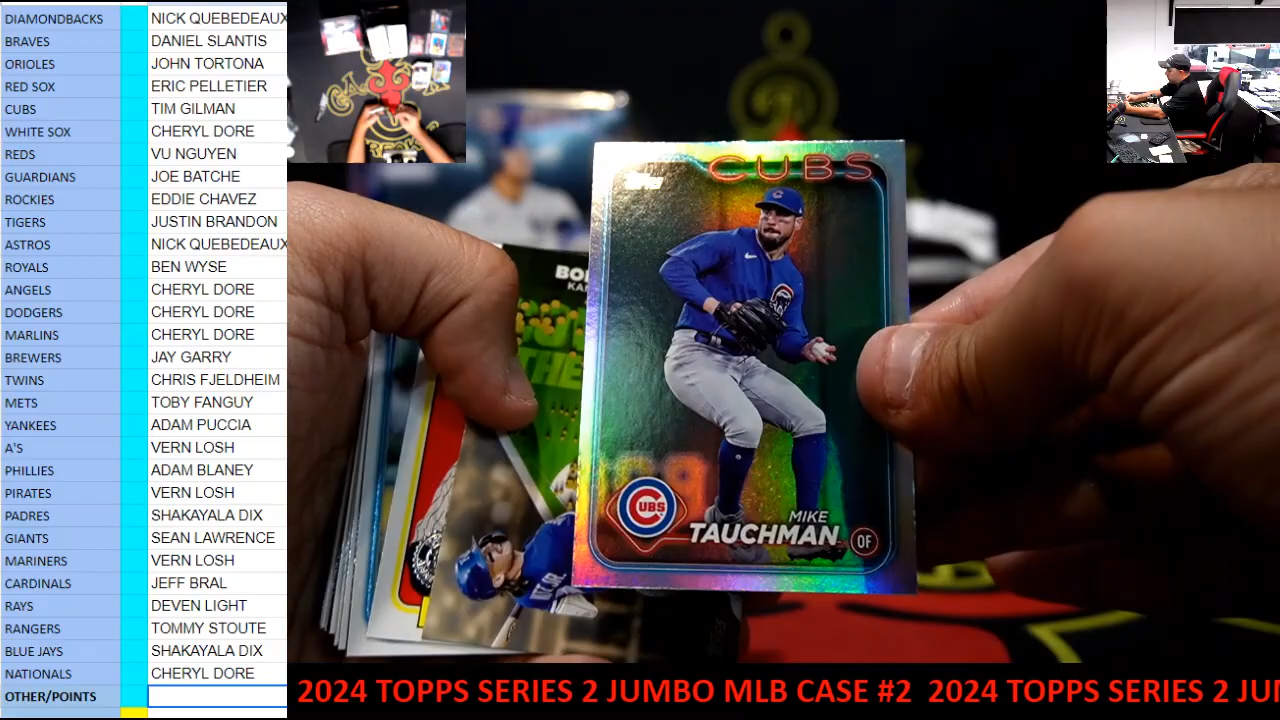 DIAMONDBACKS NICK QUEBEDEAUX
BRAVES DANIEL SLANTIS
ORIOLES JOHN TORTONA
RED SOX ERIC PELLETIER
CUBS TIM GILMAN
WHITE SOX CHERYL DORE
REDS VU NGUYEN
GUARDIANS JOE BATCHE
ROCKIES EDDIE CHAVEZ
TIGERS JUSTIN BRANDON
ASTROS NICK QUEBEDEAUX
ROYALS BEN WYSE
ANGELS CHERYL DORE
DODGERS CHERYL DORE
MARLINS CHERYL DORE
BREWERS JAY GARRY
TWINS CHRIS FJELDHEIM
METS TOBY FANGUY
YANKEES ADAM PUCCIA
A'S VERN LOSH
PHILLIES ADAM BLANEY
PIRATES VERN LOSH
PADRES SHAKAYALA DIX
GIANTS SEAN LAWRENCE
MARINERS VERN LOSH
CARDINALS JEFF BRAL
RAYS DEVEN LIGHT
RANGERS TOMMY STOUTE
BLUE JAYS SHAKAYALA DIX
NATIONALS CHERYL DORE
OTHER/POINTS
CUBS
CUBS
MIKE
TAUCHMAN
OF
2024 TOPPS SERIES 2 JUMBO MLB CASE #2 2024 TOPPS SERIES 2